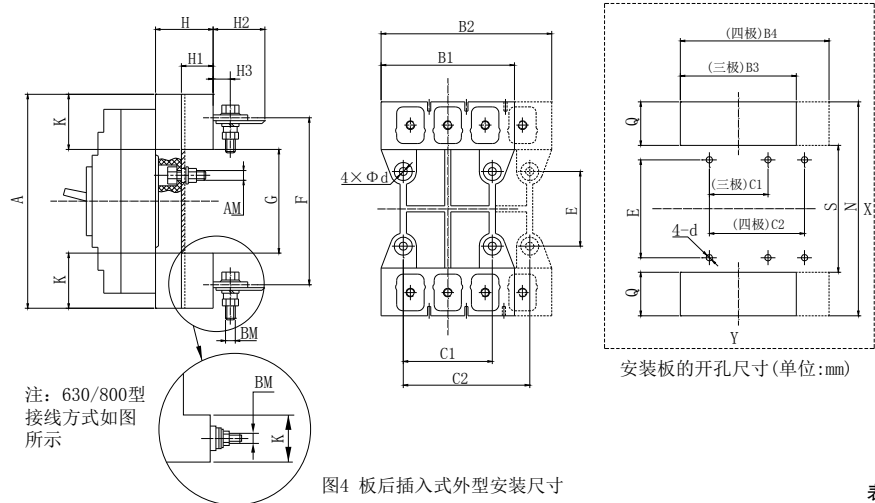 H
H2
H1
H3
K
A
AM
G
F
K
BM
BM
K
注: 630/800型
接线方式如图
所示
B2
B1
4×Φd
E
C1
C2
图4 板后插入式外型安装尺寸
(四极)B4
(三极)B3
Q
(三极)C1
E
(四极)C2
S
N
X
4-d
Q
Y
安装板的开孔尺寸(单位:mm)